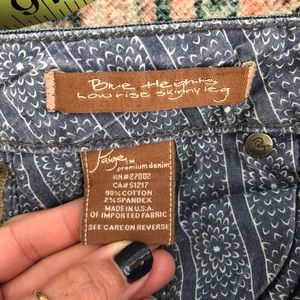 Blue Heights
Low rise skinny leg
Paige™
premium denim
RN#27002
CA#51217
98% COTTON
2% SPANDEX
MADE IN U.S.A.
OF IMPORTED FABRIC
SEE CARE ON REVERSE